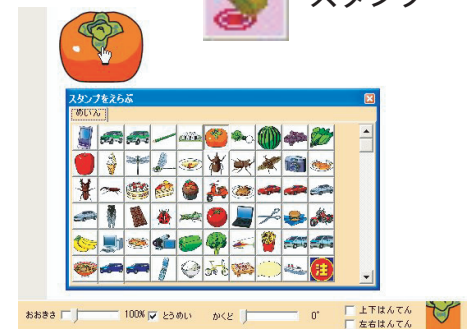 スタンプ
スタンプをえらぶ
めいん
注
おおきさ 100% とうめい かくど 0° 上下はんてん
左右はんてん